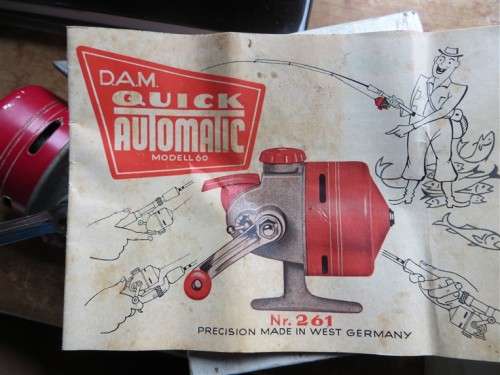 D.A.M.
QUICK
AUTOMATIC
MODELL 60
Nr. 261
PRECISION MADE IN WEST GERMANY